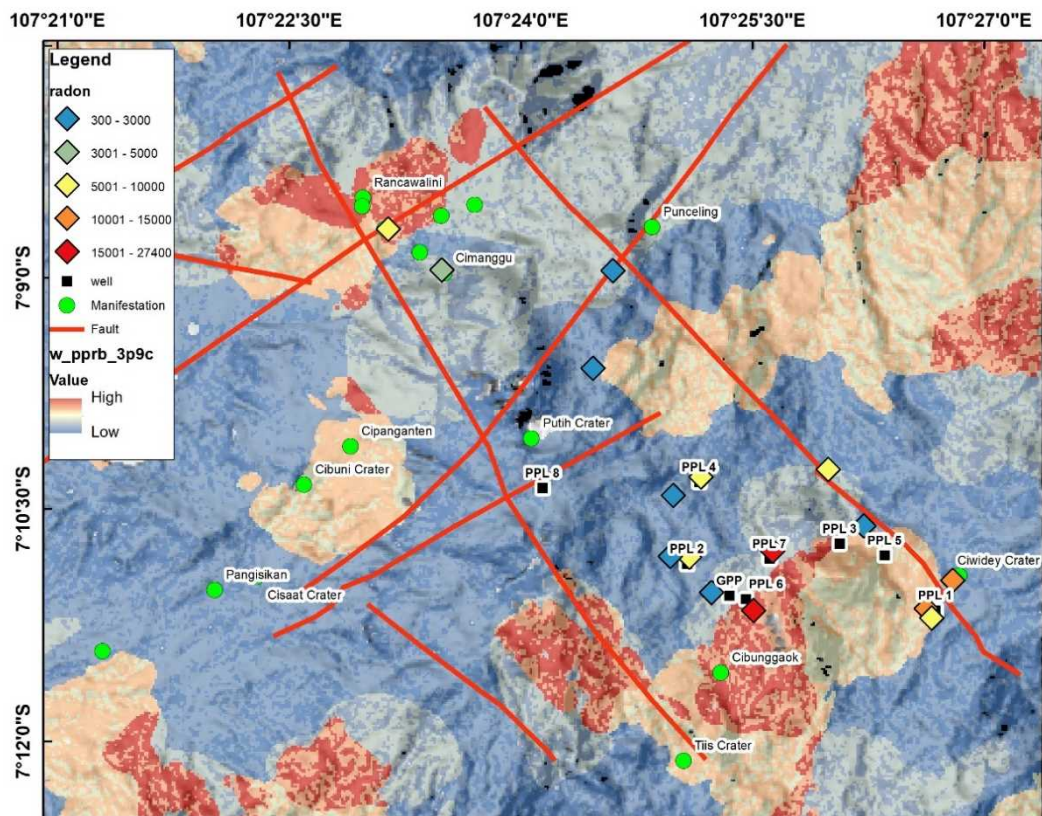 107°21'0"E 107°22'30"E 107°24'0"E 107°25'30"E 107°27'0"E
Legend
radon
300 - 3000
3001 - 5000
5001 - 10000
10001 - 15000
15001 - 27400
well
Manifestation
Fault
w_pprb_3p9c
Value
High
Low
Rancawalini
Punceling
Cimanggu
7°9'0"S
Putih Crater
Cipanganten
Cibuni Crater
PPL 4
PPL 8
7°10'30"S
PPL 3
PPL 7
PPL 2
PPL 5
Ciwidey Crater
Pangisikan
Cisaat Crater
GPP
PPL 6
PPL 1
Cibunggaok
7°12'0"S
Tiis Crater